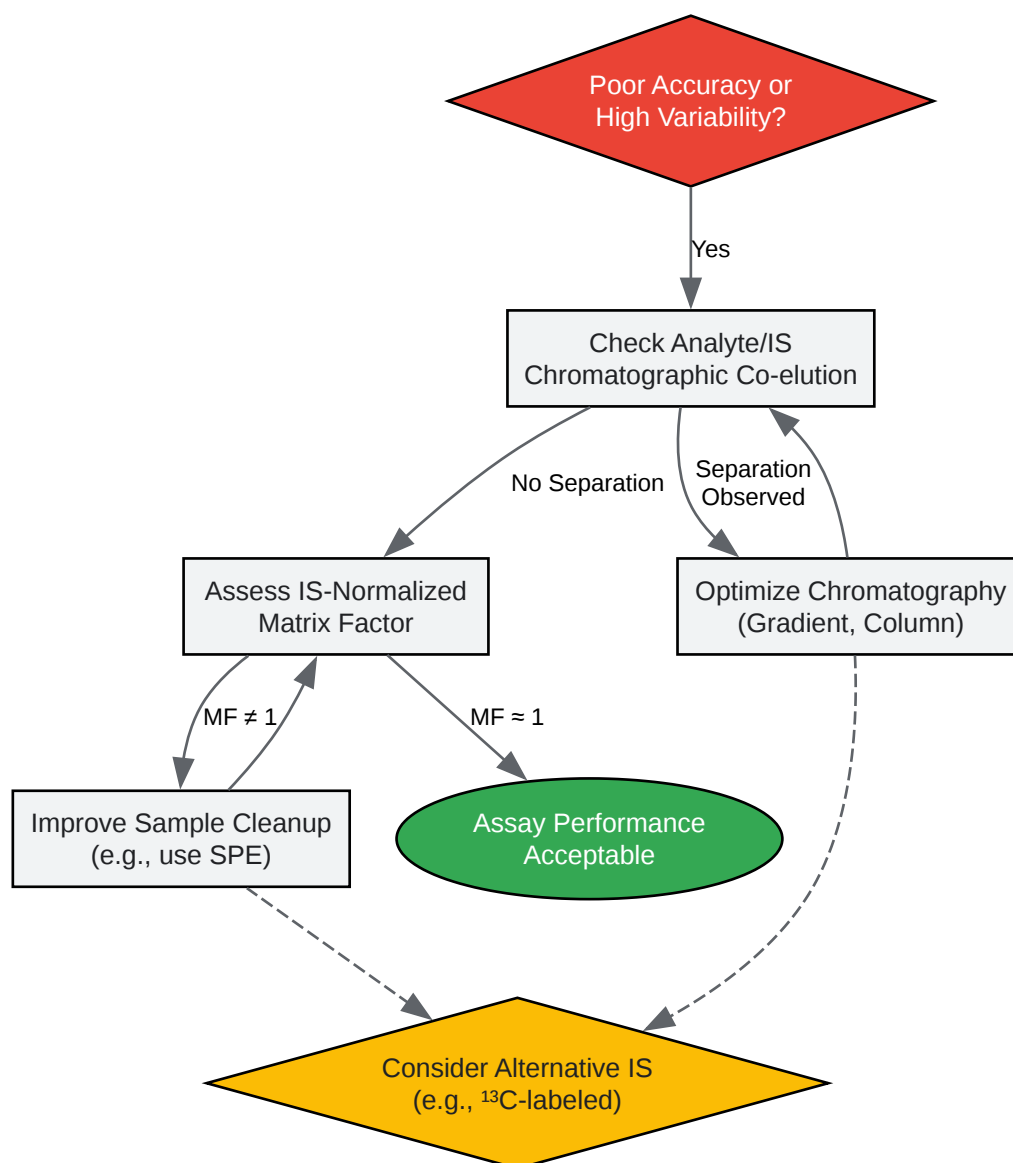 Poor Accuracy or
High Variability?
Yes
Check Analyte/IS
Chromatographic Co-elution
No Separation
Separation
Observed
Assess IS-Normalized
Matrix Factor
Optimize Chromatography
(Gradient, Column)
MF ≠ 1
MF ≈ 1
Improve Sample Cleanup
(e.g., use SPE)
Assay Performance
Acceptable
Consider Alternative IS
(e.g., ¹³C-labeled)